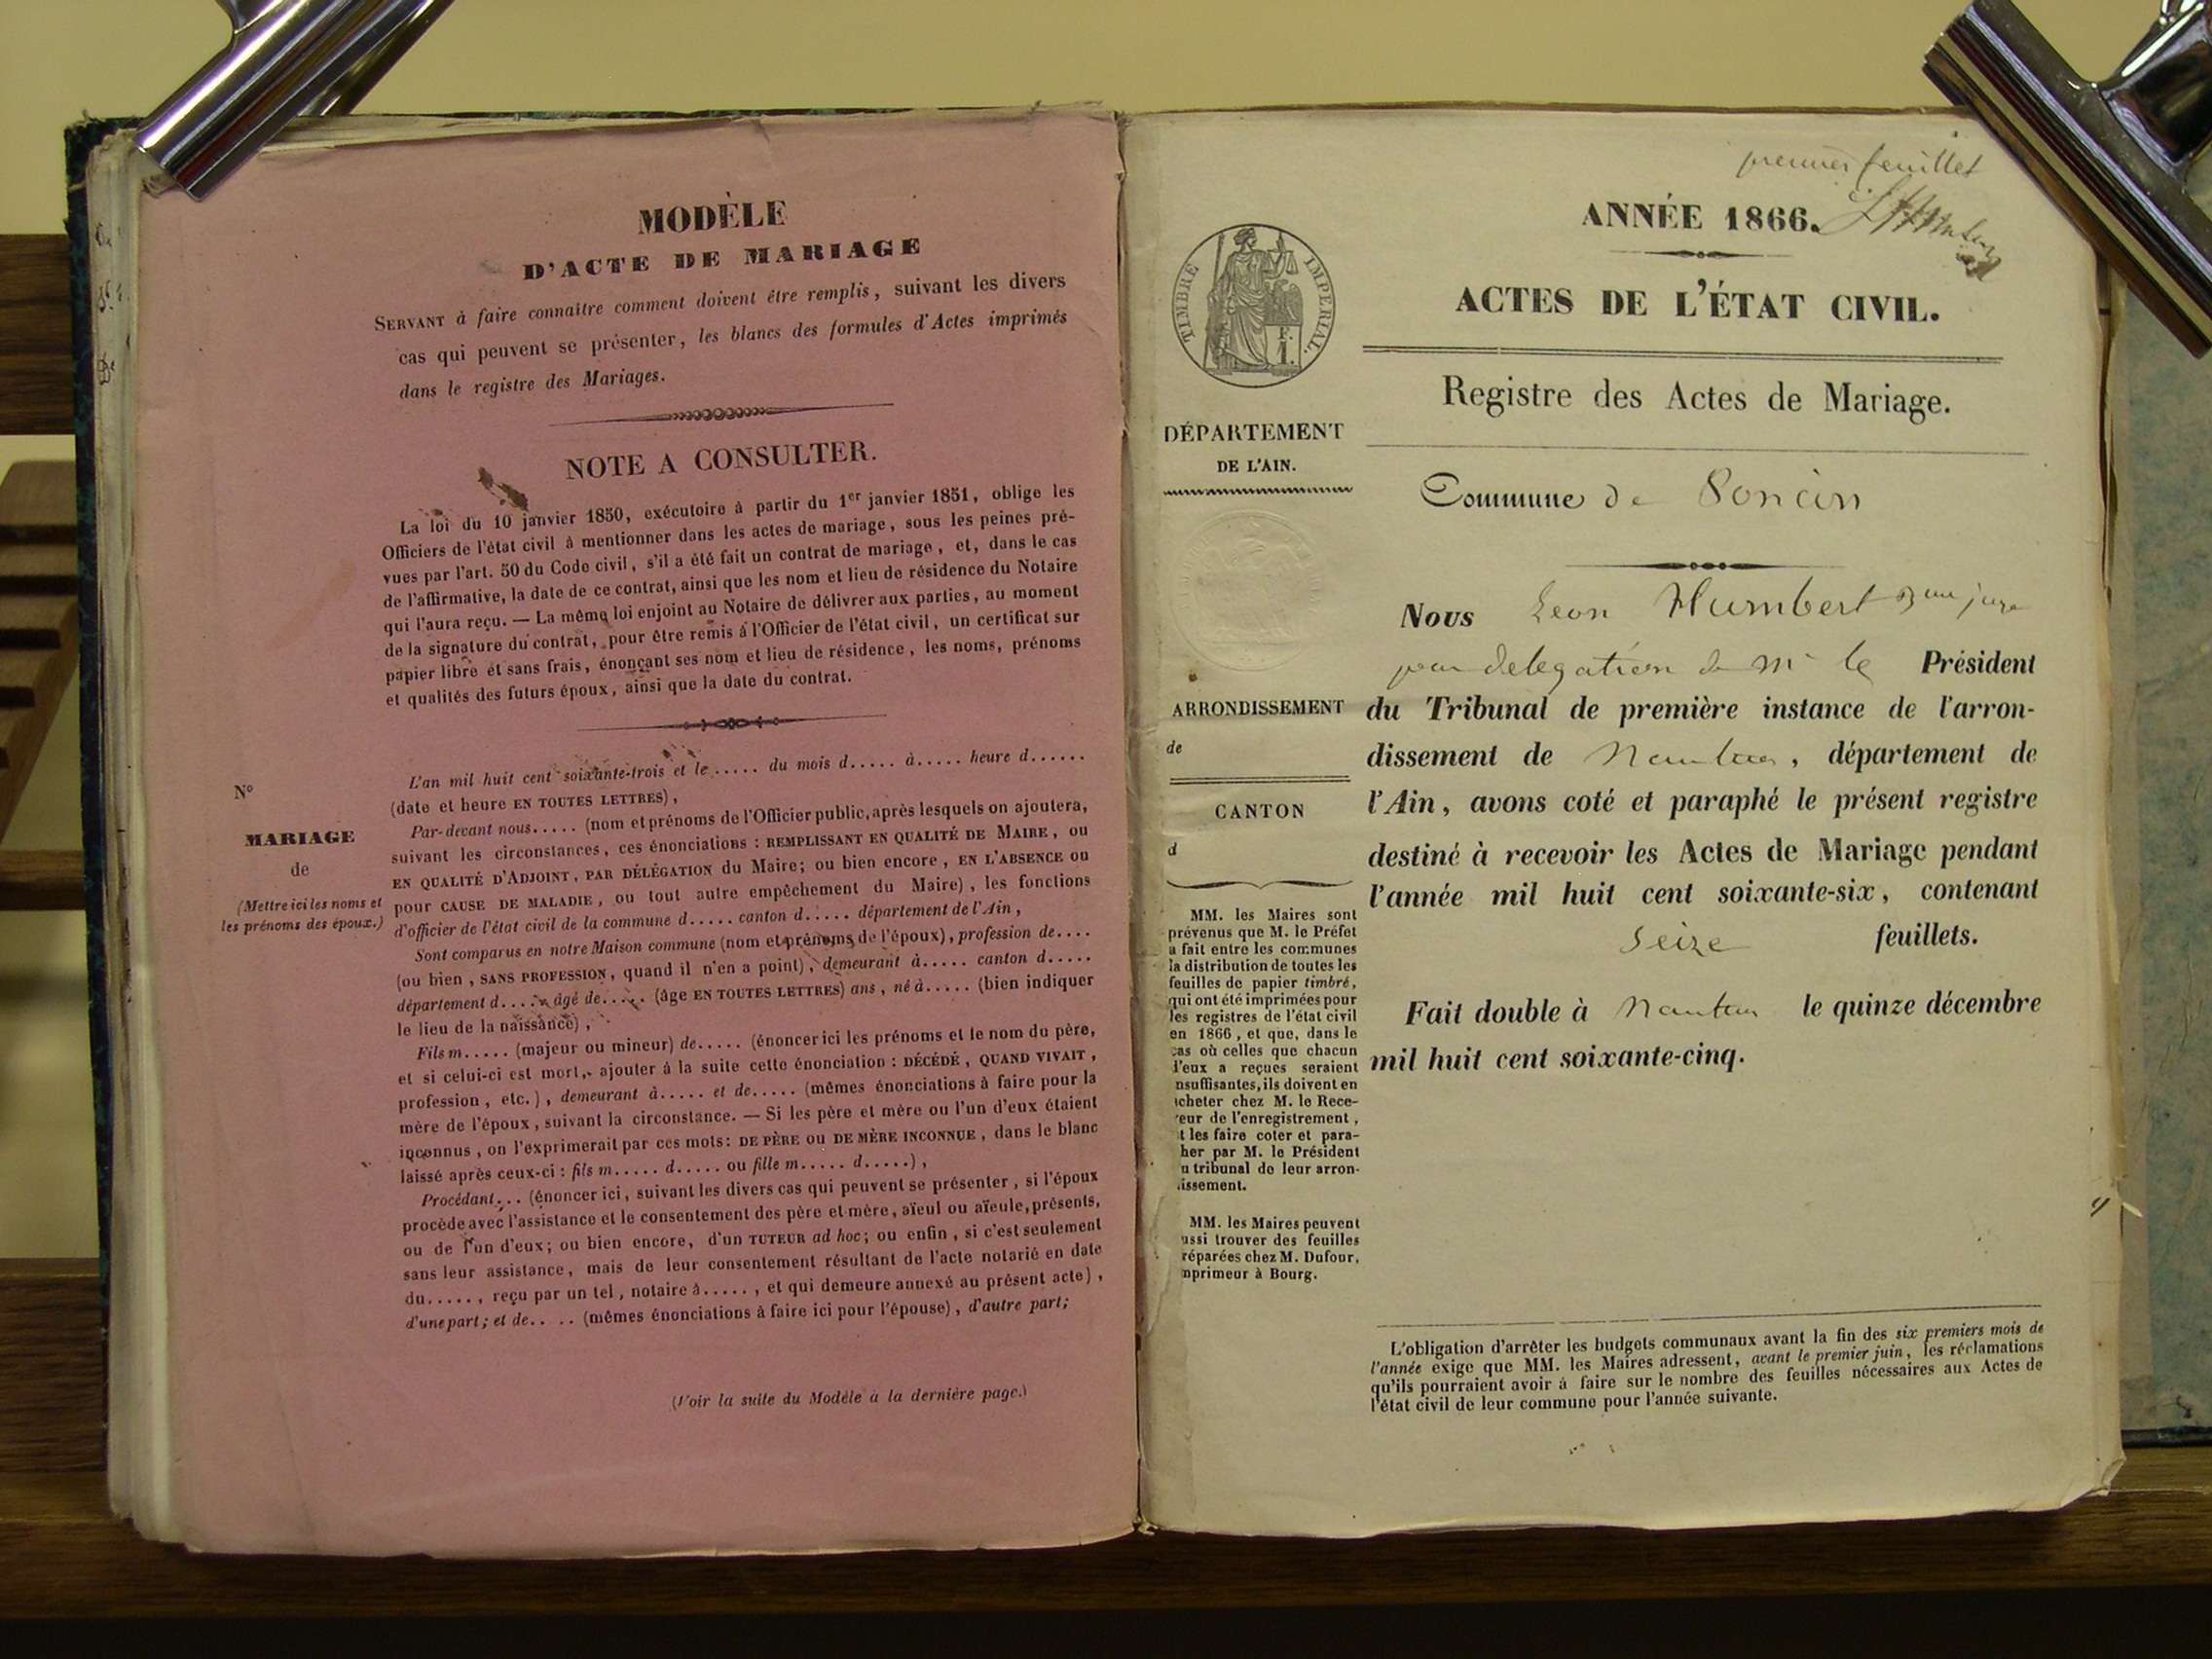 MODÈLE
D'ACTE DE MARIAGE
SERVANT à faire connaître comment doivent être remplis, suivant les divers
cas qui peuvent se présenter, les blancs des formules d'Actes imprimés
dans le registre des Mariages.
NOTE A CONSULTER.
La loi du 10 janvier 1850, exécutoire à partir du 1er janvier 1851, oblige les
Officiers de l'état civil à mentionner dans les actes de mariage, sous les peines pré-
vues par l'art. 50 du Code civil, s'il a été fait un contrat de mariage, et, dans le cas
de l'affirmative, la date de ce contrat, ainsi que les nom et lieu de résidence du Notaire
qui l'aura reçu. — La même loi enjoint au Notaire de délivrer aux parties, au moment
de la signature du contrat, pour être remis à l'Officier de l'état civil, un certificat sur
papier libre et sans frais, énonçant ses nom et lieu de résidence, les noms, prénoms
et qualités des futurs époux, ainsi que la date du contrat.
N°
MARIAGE
de
(Mettre ici les noms et
les prénoms des époux.)
L'an mil huit cent soixante-trois et le ..... du mois d..... à..... heure d......
(date et heure EN TOUTES LETTRES),
Par-devant nous..... (nom et prénoms de l'Officier public, après lesquels on ajoutera,
suivant les circonstances, ces énonciations : REMPLISSANT EN QUALITÉ DE MAIRE, ou
EN QUALITÉ D'ADJOINT, PAR DÉLÉGATION du Maire; ou bien encore, EN L'ABSENCE ou
pour CAUSE DE MALADIE, ou tout autre empêchement du Maire), les fonctions
d'officier de l'état civil de la commune d..... canton d..... département de l'Ain,
Sont comparus en notre Maison commune (nom et prénoms de l'époux), profession de....
(ou bien, SANS PROFESSION, quand il n'en a point), demeurant à..... canton d.....
département d..... âgé de..... (âge EN TOUTES LETTRES) ans, né à..... (bien indiquer
le lieu de la naissance),
Fils m..... (majeur ou mineur) de..... (énoncer ici les prénoms et le nom du père,
et si celui-ci est mort, ajouter à la suite cette énonciation : DÉCÉDÉ, QUAND VIVAIT,
profession, etc.), demeurant à..... et de..... (mêmes énonciations à faire pour la
mère de l'époux, suivant la circonstance. — Si les père et mère ou l'un d'eux étaient
inconnus, on l'exprimerait par ces mots: DE PÈRE ou DE MÈRE INCONNUE, dans le blanc
laissé après ceux-ci : fils m..... d..... ou fille m..... d.....),
Procédant... (énoncer ici, suivant les divers cas qui peuvent se présenter, si l'époux
procède avec l'assistance et le consentement des père et mère, aïeul ou aïeule, présents,
ou de l'un d'eux; ou bien encore, d'un TUTEUR ad hoc; ou enfin, si c'est seulement
sans leur assistance, mais de leur consentement résultant de l'acte notarié en date
du....., reçu par un tel, notaire à....., et qui demeure annexé au présent acte),
d'une part; et de.. .. (mêmes énonciations à faire ici pour l'épouse), d'autre part;
(Voir la suite du Modèle à la dernière page.)
premier feuillet
ANNÉE 1866.
ACTES DE L'ÉTAT CIVIL.
Registre des Actes de Mariage.
TIMBRE IMPERIAL.
F.
1.
DÉPARTEMENT
DE L'AIN.
ARRONDISSEMENT
de
CANTON
d
MM. les Maires sont
prévenus que M. le Préfet
a fait entre les communes
la distribution de toutes les
feuilles de papier timbré,
qui ont été imprimées pour
les registres de l'état civil
en 1866, et que, dans le
cas où celles que chacun
d'eux a reçues seraient
nsuffisantes, ils doivent en
cheter chez M. le Rece-
eur de l'enregistrement,
t les faire coter et para-
her par M. le Président
u tribunal de leur arron-
issement.
MM. les Maires peuvent
ussi trouver des feuilles
réparées chez M. Dufour,
mprimeur à Bourg.
Commune de Poncin
Nous Leon Humbert juge
par délégation de Mr le Président
du Tribunal de première instance de l'arron-
dissement de Nantua, département de
l'Ain, avons coté et paraphé le présent registre
destiné à recevoir les Actes de Mariage pendant
l'année mil huit cent soixante-six, contenant
Seize feuillets.
Fait double à Nantua le quinze décembre
mil huit cent soixante-cinq.
L'obligation d'arrêter les budgets communaux avant la fin des six premiers mois de
l'année exige que MM. les Maires adressent, avant le premier juin, les réclamations
qu'ils pourraient avoir à faire sur le nombre des feuilles nécessaires aux Actes de
l'état civil de leur commune pour l'année suivante.